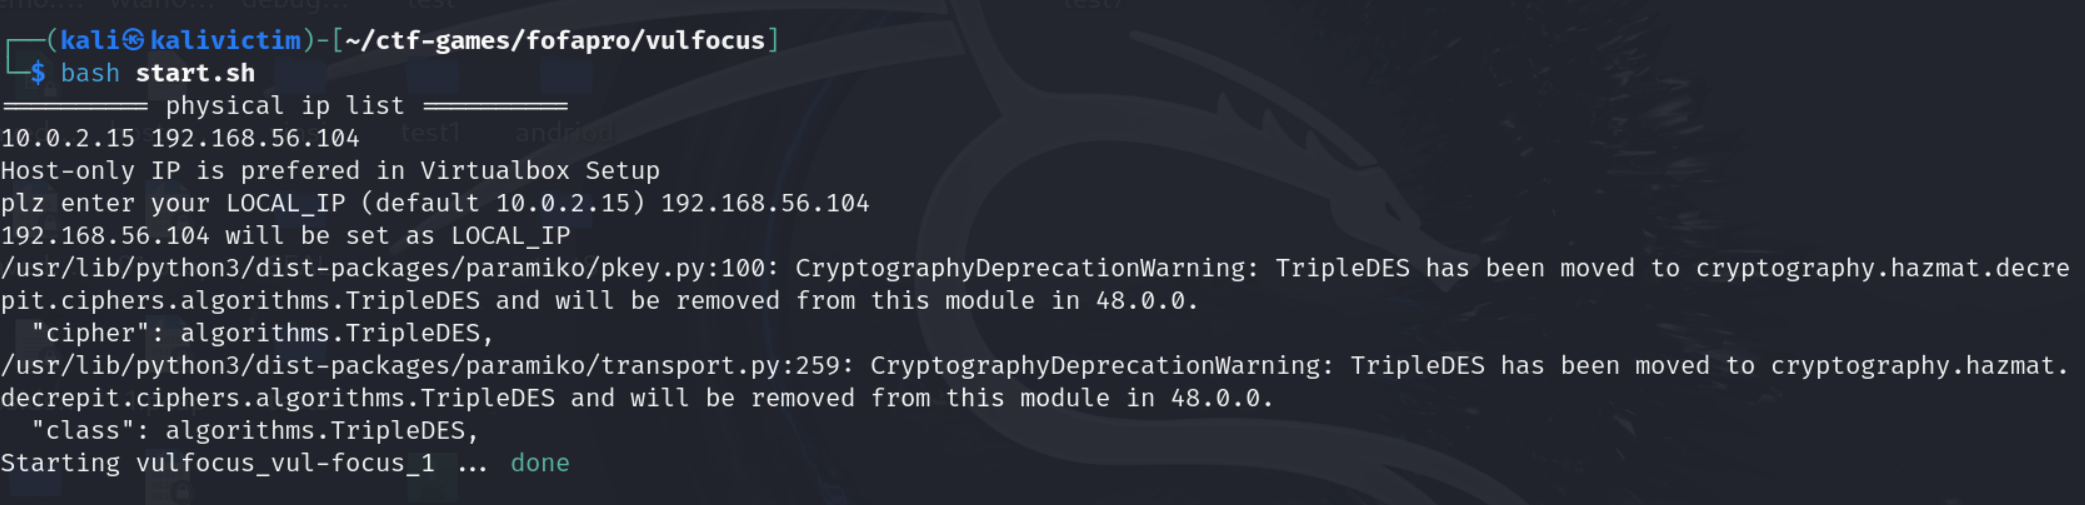 test
┌──(kali㉿kalivictim)-[~/ctf-games/fofapro/vulfocus]
└─$ bash start.sh
========== physical ip list ==========
10.0.2.15 192.168.56.104
test1 andriod
Host-only IP is prefered in Virtualbox Setup
plz enter your LOCAL_IP (default 10.0.2.15) 192.168.56.104
192.168.56.104 will be set as LOCAL_IP
/usr/lib/python3/dist-packages/paramiko/pkey.py:100: CryptographyDeprecationWarning: TripleDES has been moved to cryptography.hazmat.decre
pit.ciphers.algorithms.TripleDES and will be removed from this module in 48.0.0.
  "cipher": algorithms.TripleDES,
/usr/lib/python3/dist-packages/paramiko/transport.py:259: CryptographyDeprecationWarning: TripleDES has been moved to cryptography.hazmat.
decrepit.ciphers.algorithms.TripleDES and will be removed from this module in 48.0.0.
  "class": algorithms.TripleDES,
Starting vulfocus_vul-focus_1 ... done